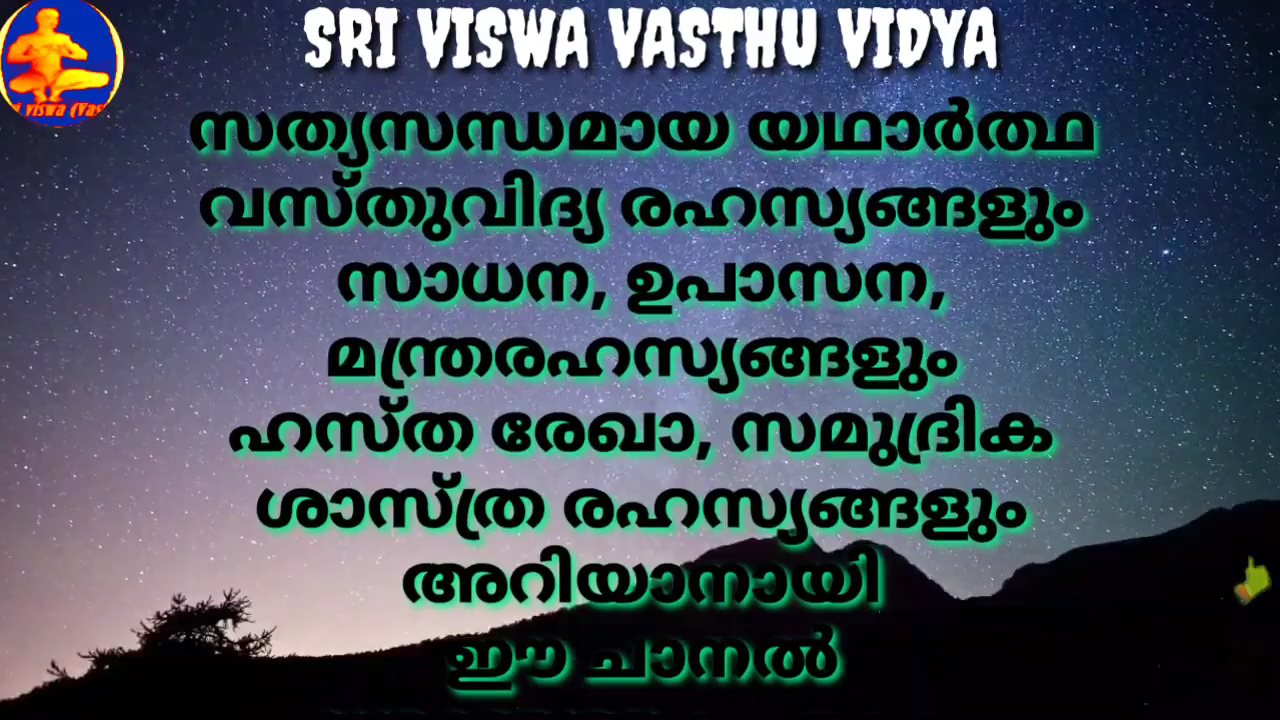 SRI VISWA VASTHU VIDYA
സത്യസന്ധമായ യഥാർത്ഥ
വസ്തുവിദ്യ രഹസ്യങ്ങളും
സാധന, ഉപാസന,
മന്ത്രരഹസ്യങ്ങളും
ഹസ്ത രേഖാ, സമുദ്രിക
ശാസ്ത്ര രഹസ്യങ്ങളും
അറിയാനായി
ഈ ചാനൽ